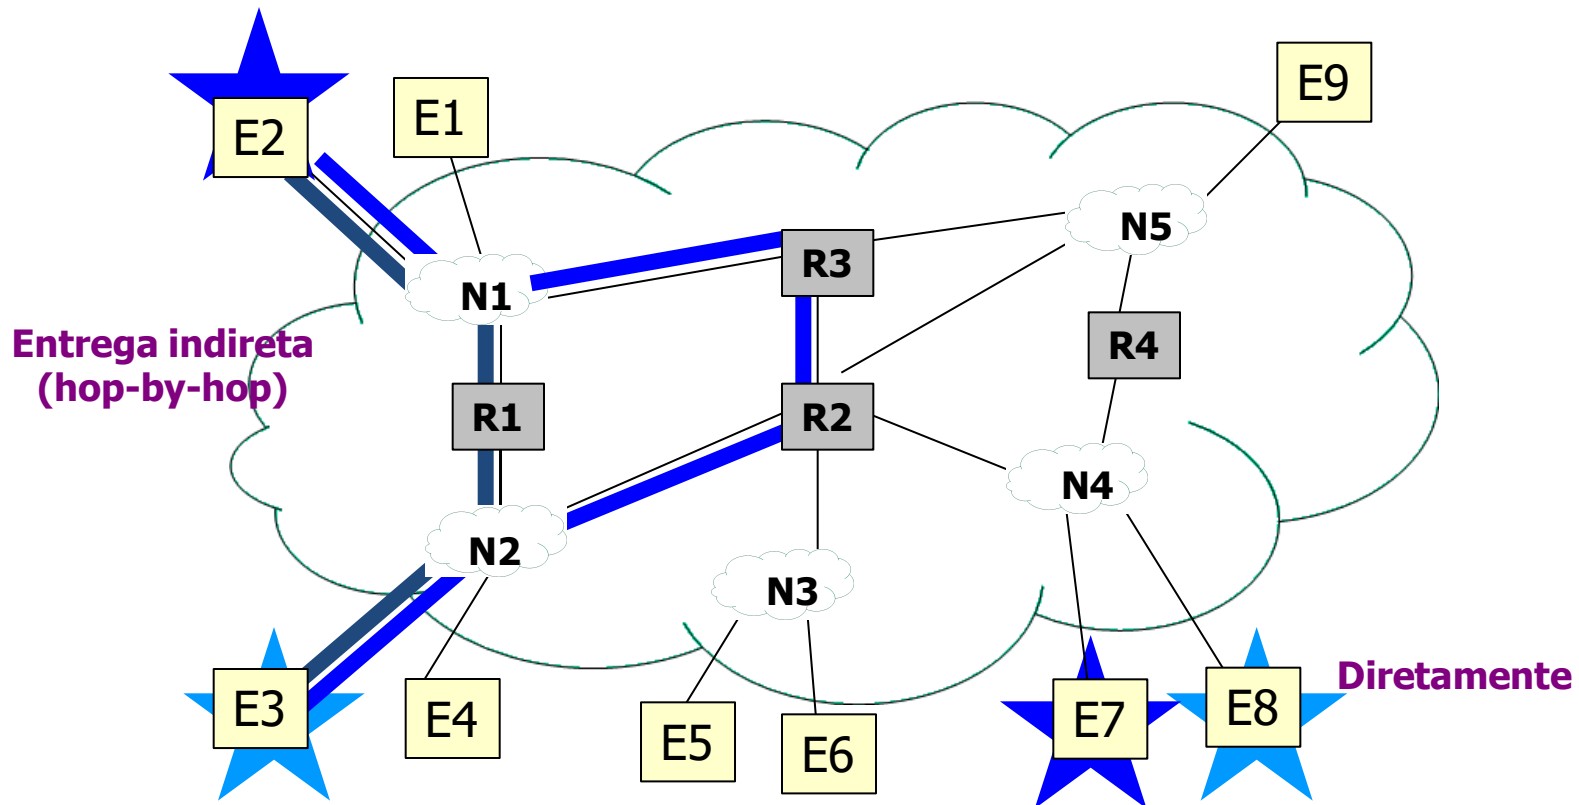 E9
E1
E2
N5
R3
N1
Entrega indireta
(hop-by-hop)
R4
R1
R2
N4
N2
N3
Diretamente
E3
E8
E4
E7
E5
E6